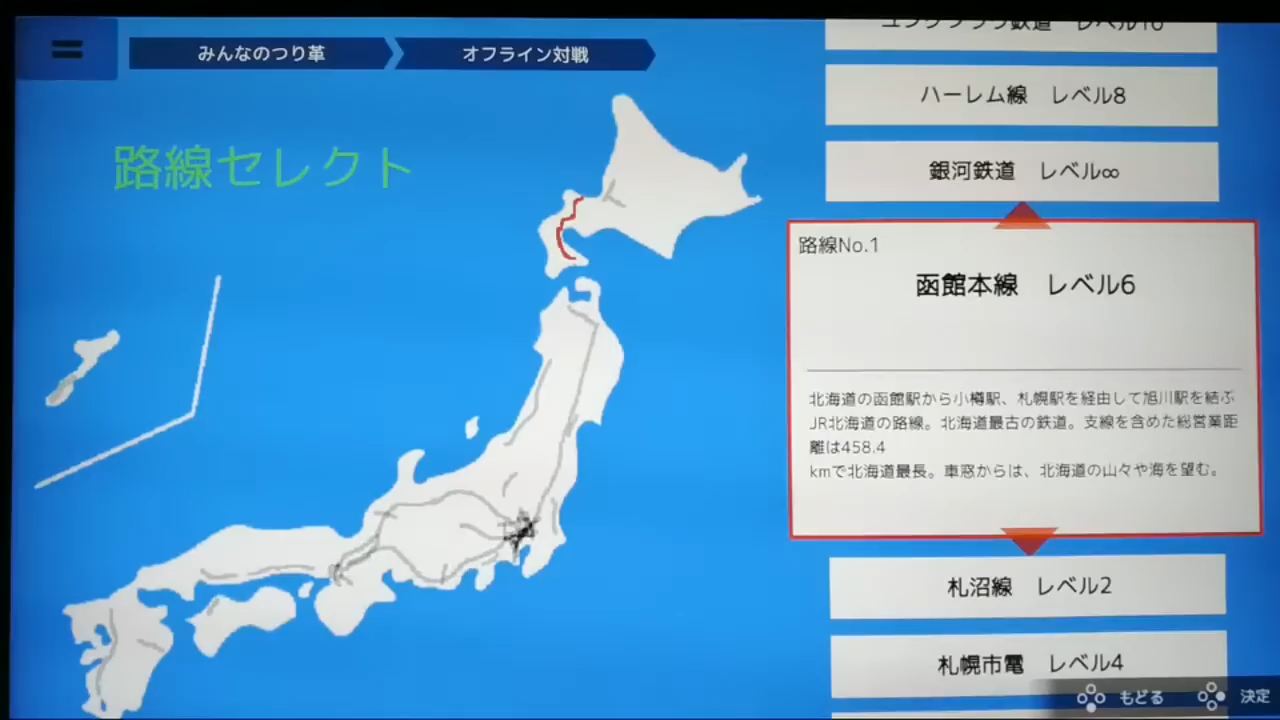 みんなのつり革
オフライン対戦
路線セレクト
ハーレム線 レベル8
銀河鉄道 レベル∞
路線No.1
函館本線 レベル6
北海道の函館駅から小樽駅、札幌駅を経由して旭川駅を結ぶ
JR北海道の路線。北海道最古の鉄道。支線を含めた総営業距
離は458.4
kmで北海道最長。車窓からは、北海道の山々や海を望む。
札沼線 レベル2
札幌市電 レベル4
もどる
決定